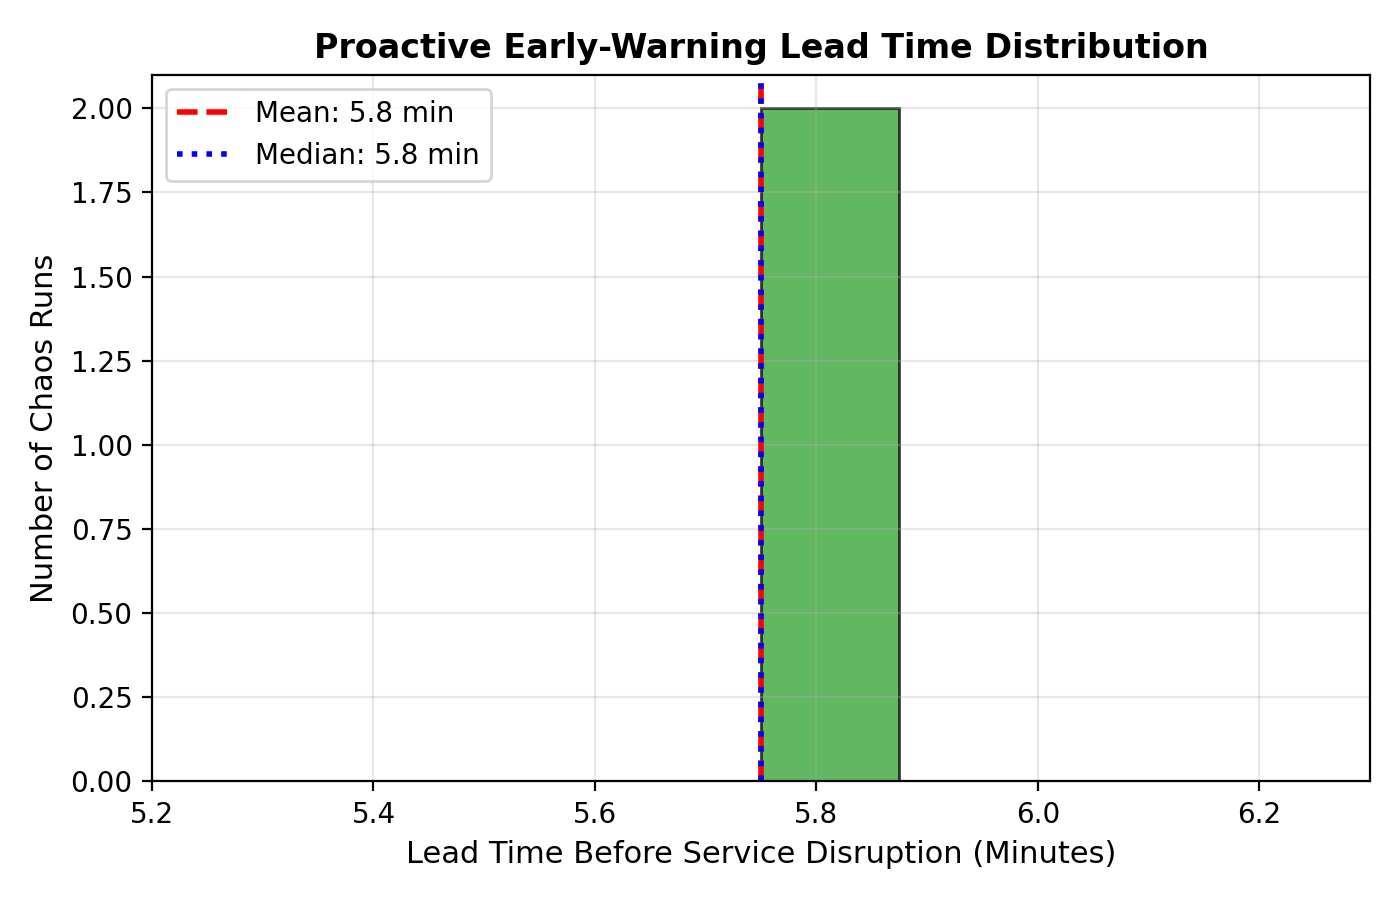 Proactive Early-Warning Lead Time Distribution
Mean: 5.8 min
Median: 5.8 min
Number of Chaos Runs
2.00
1.75
1.50
1.25
1.00
0.75
0.50
0.25
0.00
5.2 5.4 5.6 5.8 6.0 6.2
Lead Time Before Service Disruption (Minutes)